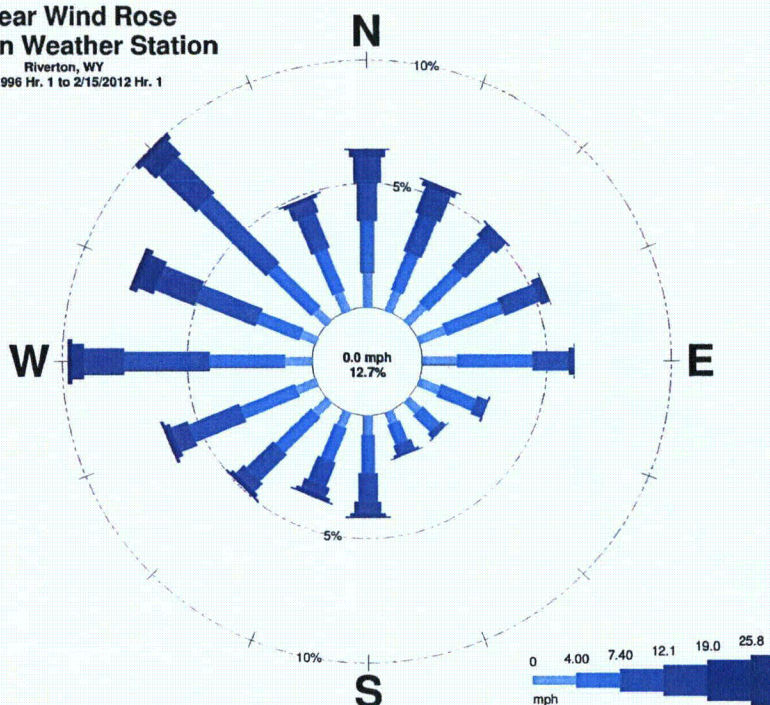 ear Wind Rose
n Weather Station
Riverton, WY
996 Hr. 1 to 2/15/2012 Hr. 1
N
10%
5%
W
0.0 mph
12.7%
E
5%
10%
S
0 4.00 7.40 12.1 19.0 25.8
mph